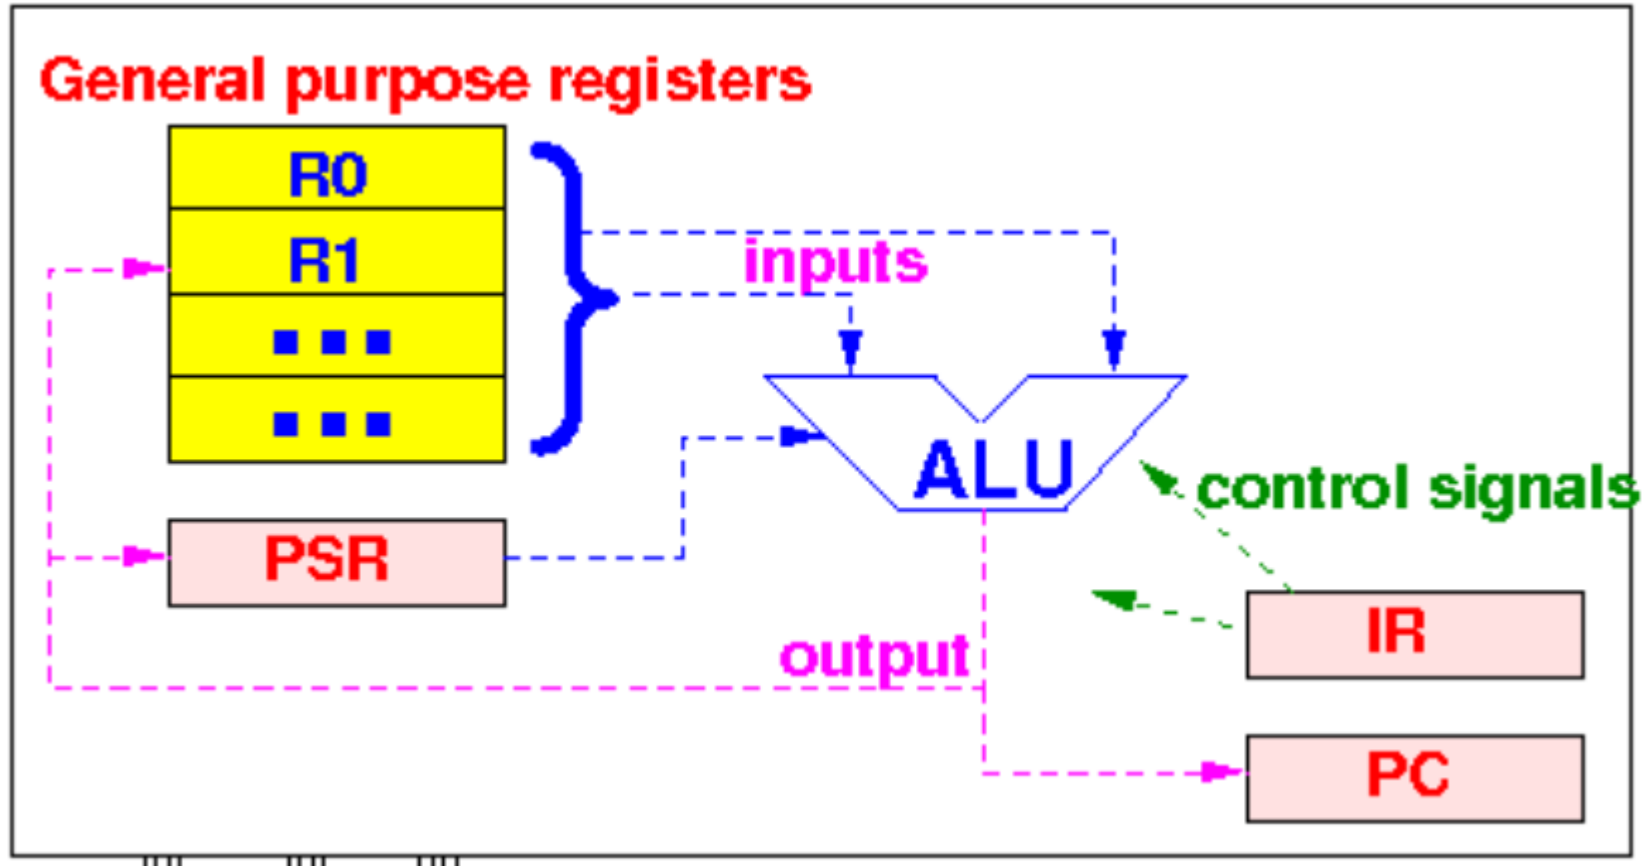 General purpose registers
R0
R1
inputs
ALU
control signals
PSR
IR
output
PC